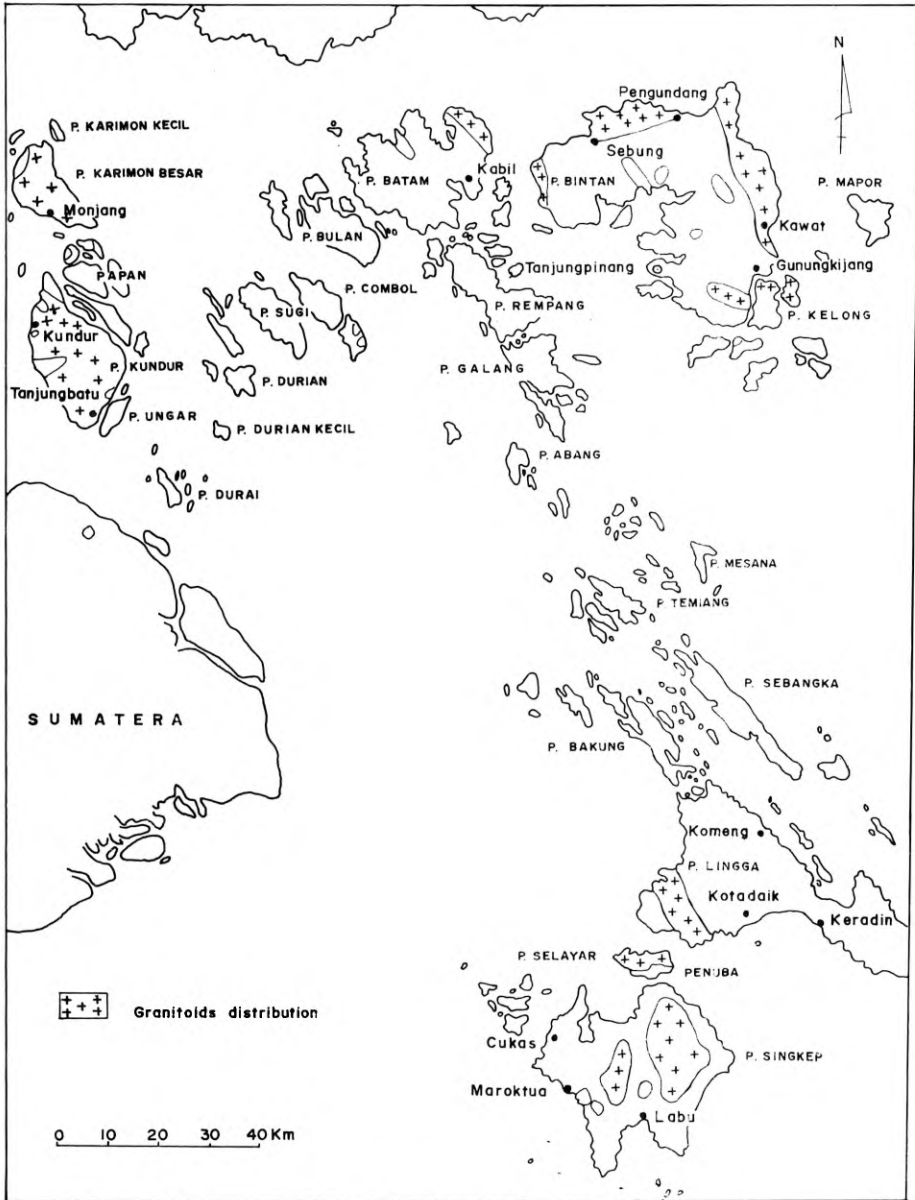 N
Pengundang
P. KARIMON KECIL
Sebung
P. KARIMON BESAR
P. BATAM
Kabil
P. BINTAN
P. MAPOR
Monjang
P. BULAN
Kawat
PAPAN
P. COMBOL
Tanjungpinang
Gunungkijang
P. SUGI
P. REMPANG
P. KELONG
Kundur
P. KUNDUR
P. GALANG
P. DURIAN
Tanjungbatu
P. UNGAR
P. DURIAN KECIL
P. ABANG
P. DURAI
P. MESANA
P. TEMIANG
P. SEBANGKA
SUMATERA
P. BAKUNG
Komeng
P. LINGGA
Kotadaik
Keradin
P. SELAYAR
PENUBA
Granitoids distribution
Cukas
P. SINGKEP
Maroktua
Labu
0 10 20 30 40 Km